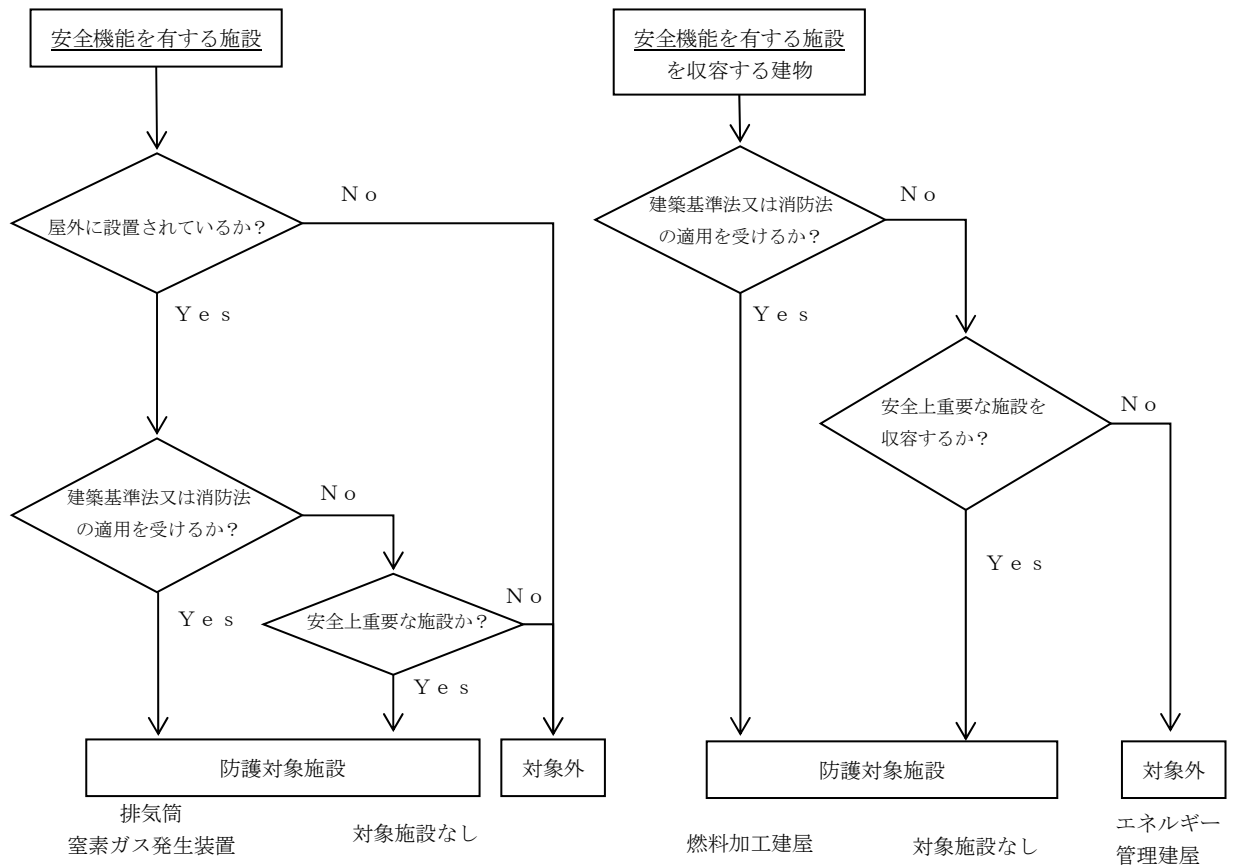 安全機能を有する施設
屋外に設置されているか？
No
Yes
建築基準法又は消防法
の適用を受けるか？
No
Yes
安全上重要な施設か？
No
Yes
防護対象施設
対象外
排気筒
窒素ガス発生装置
対象施設なし
安全機能を有する施設
を収容する建物
建築基準法又は消防法
の適用を受けるか？
No
Yes
安全上重要な施設を
収容するか？
No
Yes
防護対象施設
対象外
燃料加工建屋
対象施設なし
エネルギー
管理建屋